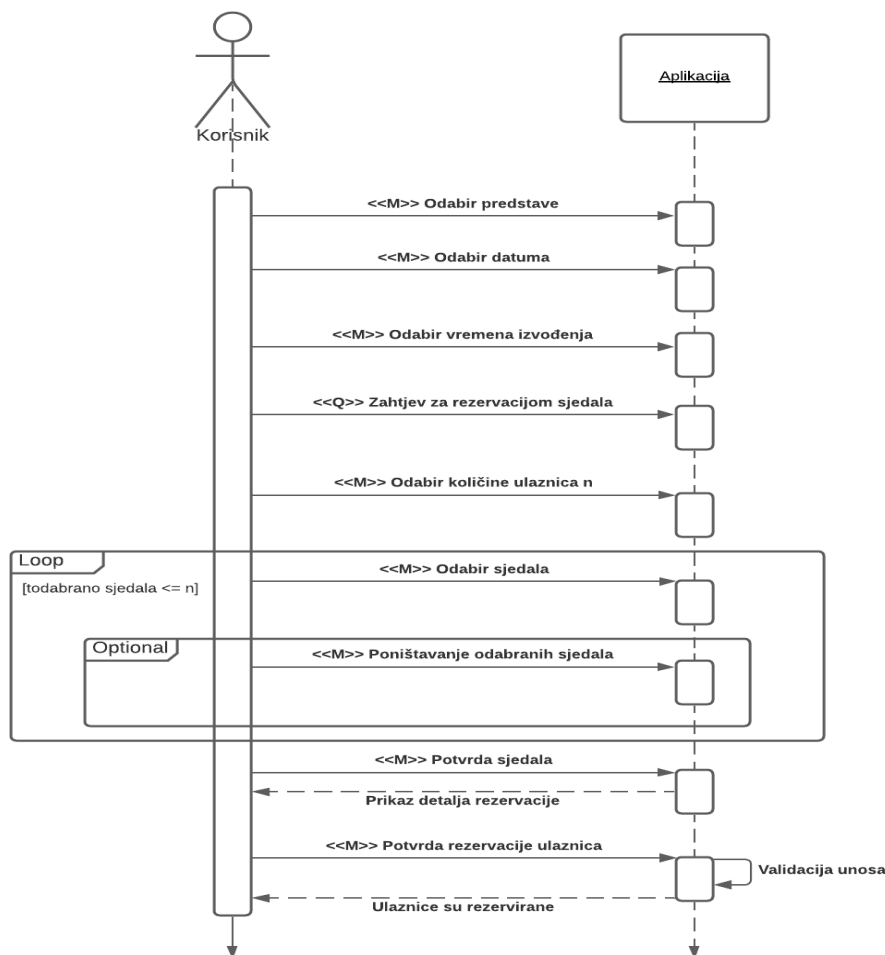 Aplikacija
Korisnik
<<M>> Odabir predstave
<<M>> Odabir datuma
<<M>> Odabir vremena izvođenja
<<Q>> Zahtjev za rezervacijom sjedala
<<M>> Odabir količine ulaznica n
Loop
[todabrano sjedala <= n]
<<M>> Odabir sjedala
Optional
<<M>> Poništavanje odabranih sjedala
<<M>> Potvrda sjedala
Prikaz detalja rezervacije
<<M>> Potvrda rezervacije ulaznica
Validacija unosa
Ulaznice su rezervirane